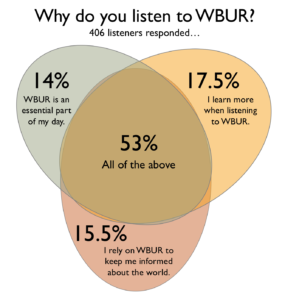 Why do you listen to WBUR?
406 listeners responded...
14%
WBUR is an
essential part
of my day.
17.5%
I learn more
when listening
to WBUR.
53%
All of the above
15.5%
I rely on WBUR to
keep me informed
about the world.